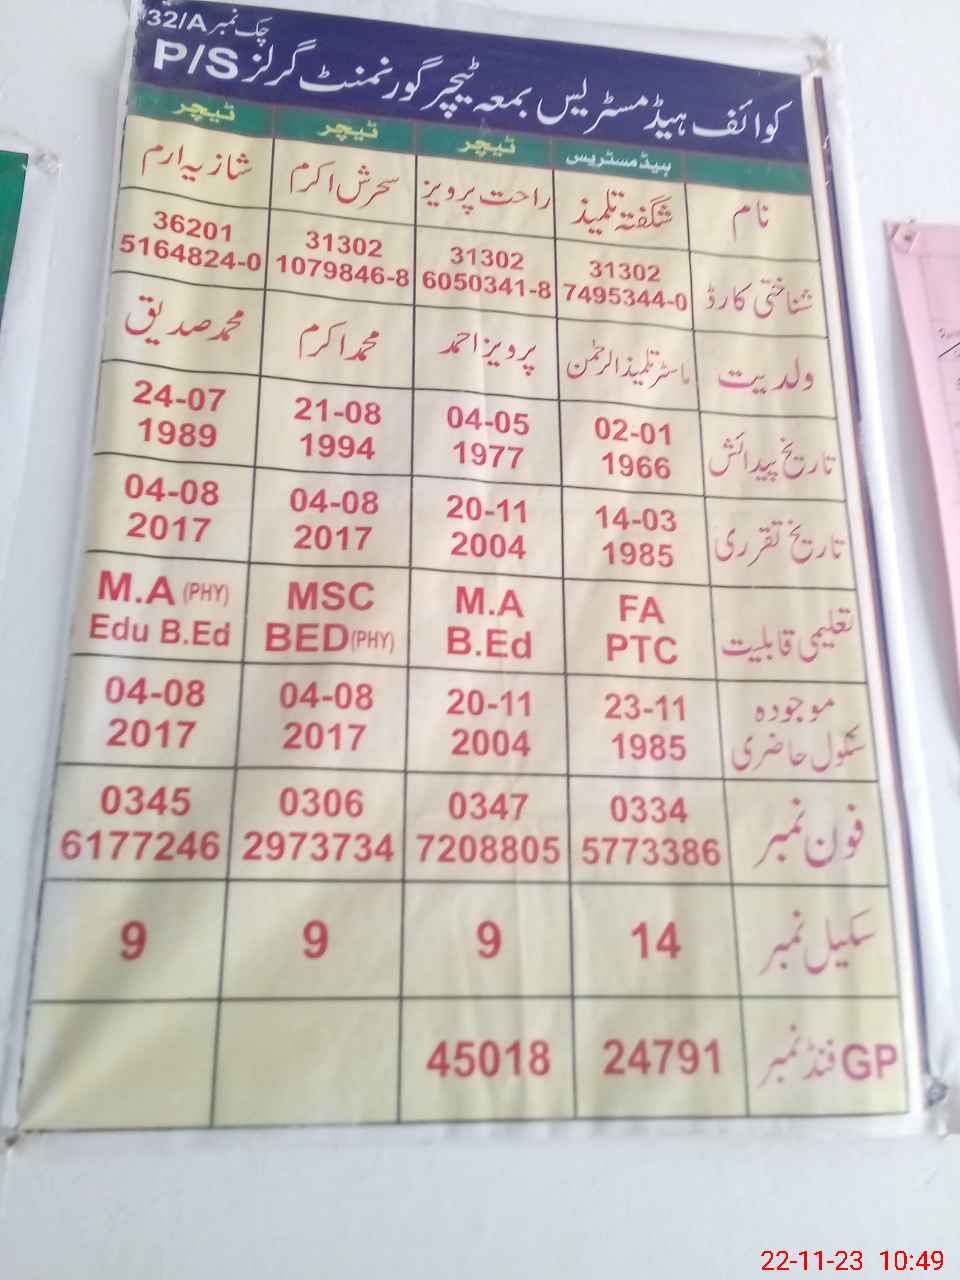 چک نمبر 32/A
کوائف ہیڈ مسٹریس بمعہ ٹیچر گورنمنٹ گرلز P/S
ہیڈ مسٹریس ٹیچر ٹیچر ٹیچر
نام شگفتہ تلمیذ راحت پرویز سحرش اکرم شازیہ ارم
شناختی کارڈ 31302 31302 31302 36201
7495344-0 6050341-8 1079846-8 5164824-0
ولدیت ماسٹر تلمیذ الرحمٰن پرویز احمد محمد اکرم محمد صدیق
تاریخ پیدائش 02-01 04-05 21-08 24-07
1966 1977 1994 1989
تاریخ تقرری 14-03 20-11 04-08 04-08
1985 2004 2017 2017
تعلیمی قابلیت FA M.A MSC M.A (PHY)
PTC B.Ed BED(PHY) Edu B.Ed
موجودہ 23-11 20-11 04-08 04-08
سکول حاضری 1985 2004 2017 2017
فون نمبر 0334 0347 0306 0345
5773386 7208805 2973734 6177246
سکیل نمبر 14 9 9 9
GP فنڈ نمبر 24791 45018
22-11-23 10:49